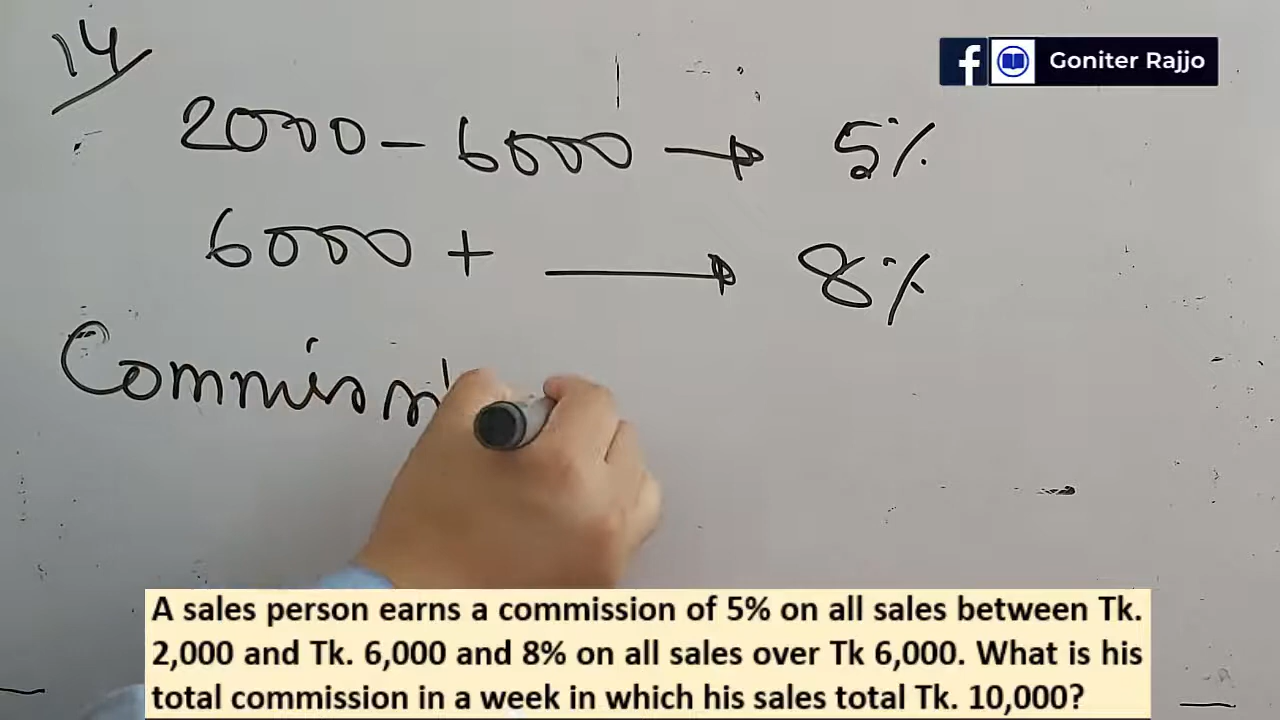 14
Goniter Rajjo
2000 - 6000 → 5%
6000 + → 8%
Commissi
A sales person earns a commission of 5% on all sales between Tk.
2,000 and Tk. 6,000 and 8% on all sales over Tk 6,000. What is his
total commission in a week in which his sales total Tk. 10,000?